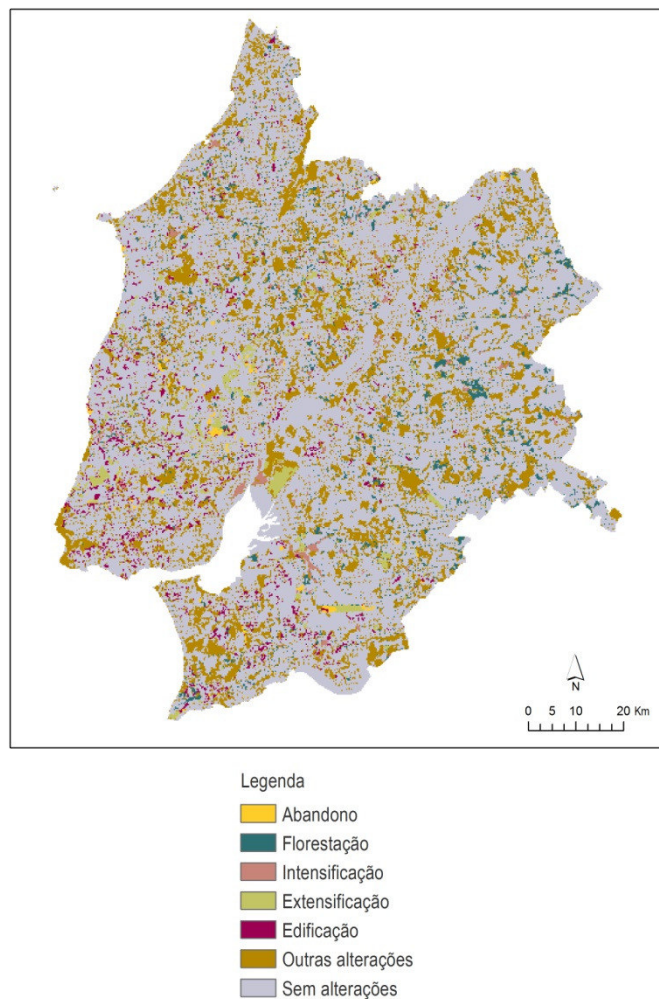 N
0 5 10 20 Km
Legenda
Abandono
Florestação
Intensificação
Extensificação
Edificação
Outras alterações
Sem alterações